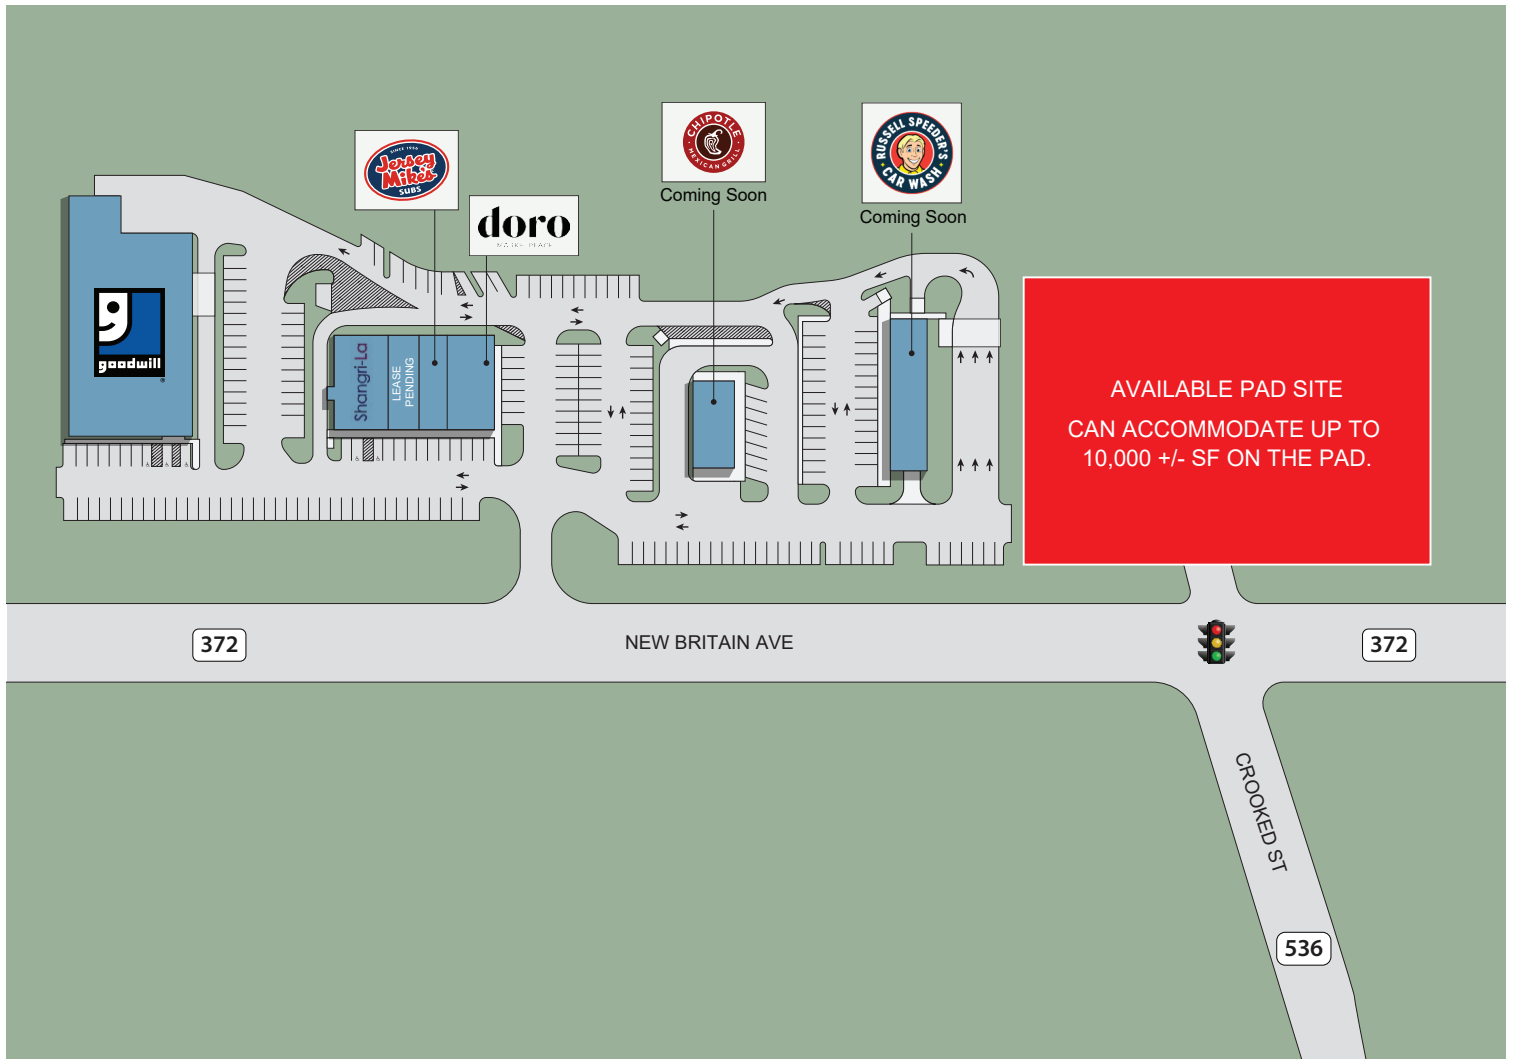 SINCE 1956
Jersey
Mike's
SUBS
doro
MARKETPLACE
CHIPOTLE
MEXICAN GRILL
Coming Soon
RUSSELL SPEEDER'S
CAR WASH
Coming Soon
g
goodwill
®
Shangri-La
LEASE
PENDING
AVAILABLE PAD SITE
CAN ACCOMMODATE UP TO
10,000 +/- SF ON THE PAD.
372
NEW BRITAIN AVE
372
CROOKED ST
536